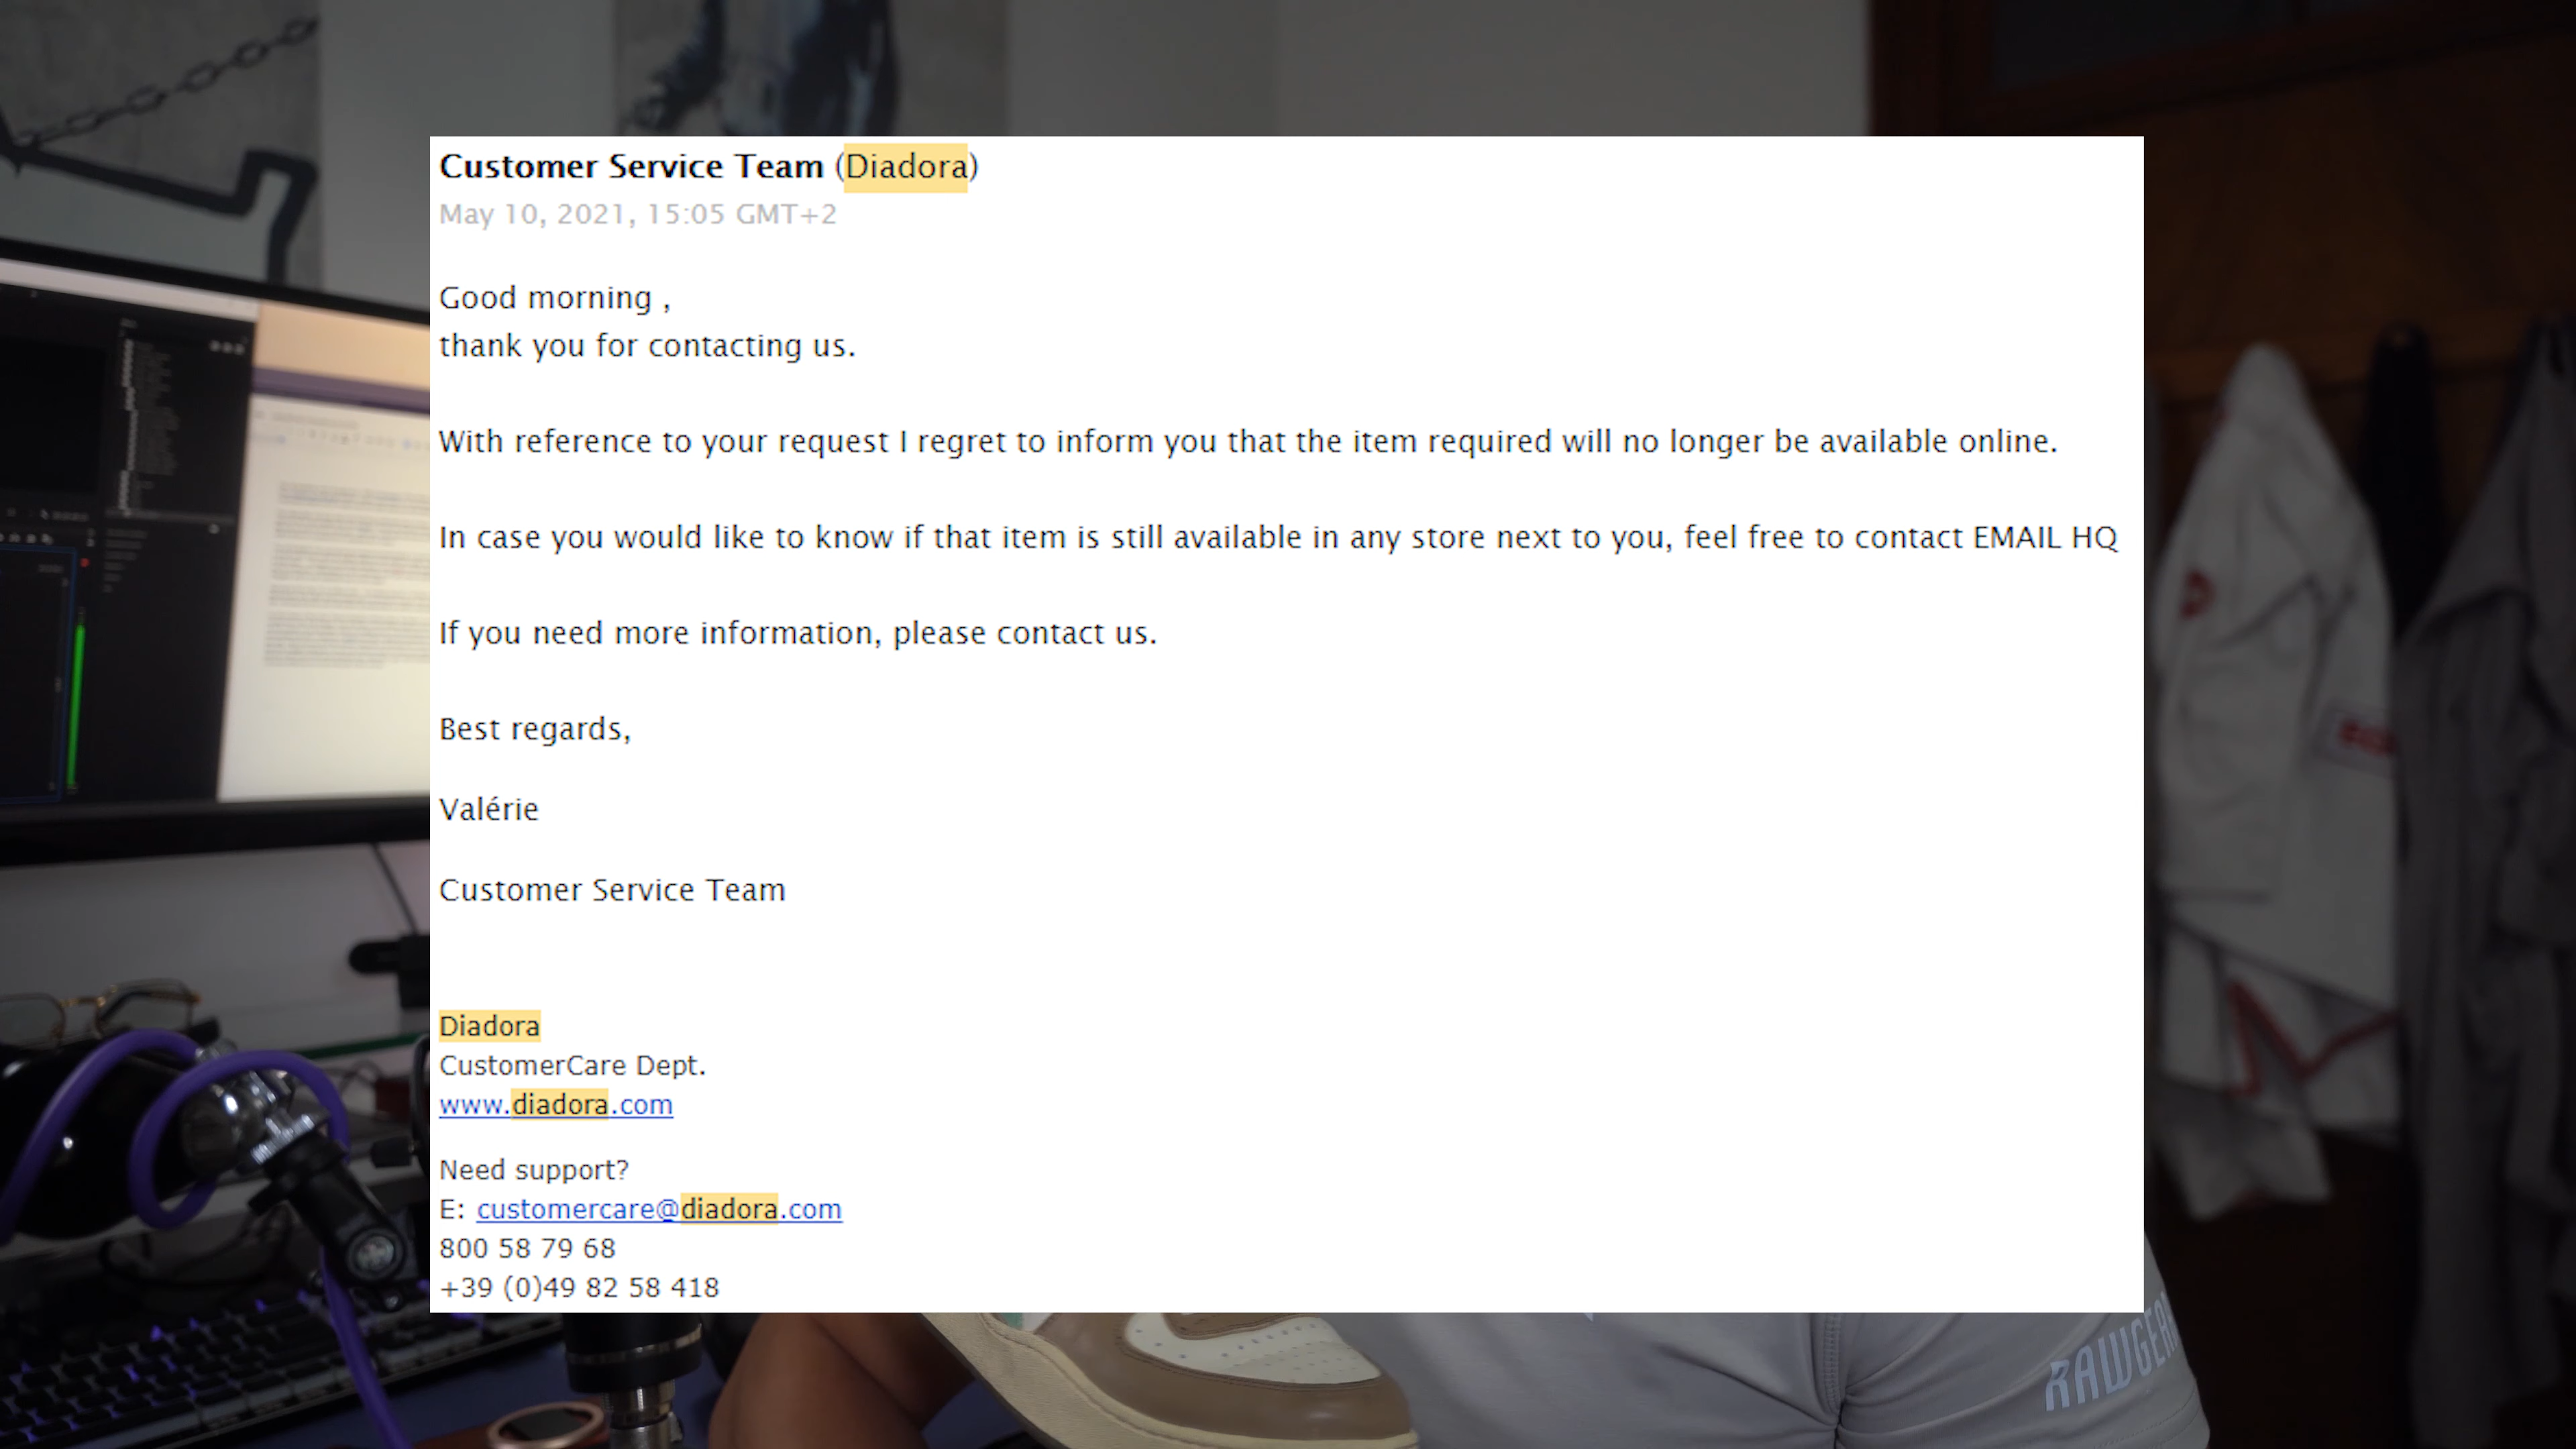 Customer Service Team (Diadora)
May 10, 2021, 15:05 GMT+2
Good morning ,
thank you for contacting us.
With reference to your request I regret to inform you that the item required will no longer be available online.
In case you would like to know if that item is still available in any store next to you, feel free to contact EMAIL HQ
If you need more information, please contact us.
Best regards,
Valérie
Customer Service Team
Diadora
CustomerCare Dept.
www.diadora.com
Need support?
E: customercare@diadora.com
800 58 79 68
+39 (0)49 82 58 418